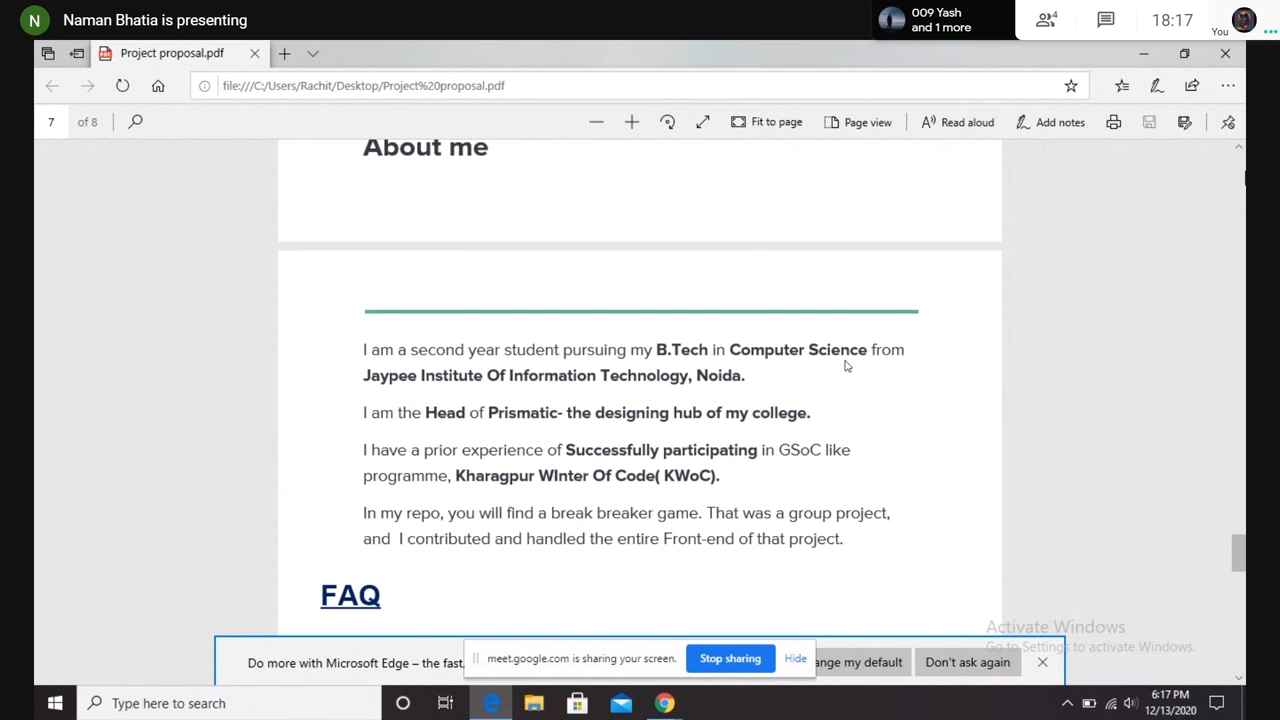 N Naman Bhatia is presenting
009 Yash
and 1 more
4
18:17
You
Project proposal.pdf
file:///C:/Users/Rachit/Desktop/Project%20proposal.pdf
7 of 8
Fit to page
Page view
Read aloud
Add notes
About me
I am a second year student pursuing my B.Tech in Computer Science from
Jaypee Institute Of Information Technology, Noida.
I am the Head of Prismatic- the designing hub of my college.
I have a prior experience of Successfully participating in GSoC like
programme, Kharagpur WInter Of Code( KWoC).
In my repo, you will find a break breaker game. That was a group project,
and I contributed and handled the entire Front-end of that project.
FAQ
Activate Windows
Go to Settings to activate Windows.
Do more with Microsoft Edge – the fast,
meet.google.com is sharing your screen.
Stop sharing
Hide
ange my default
Don't ask again
Type here to search
6:17 PM
12/13/2020